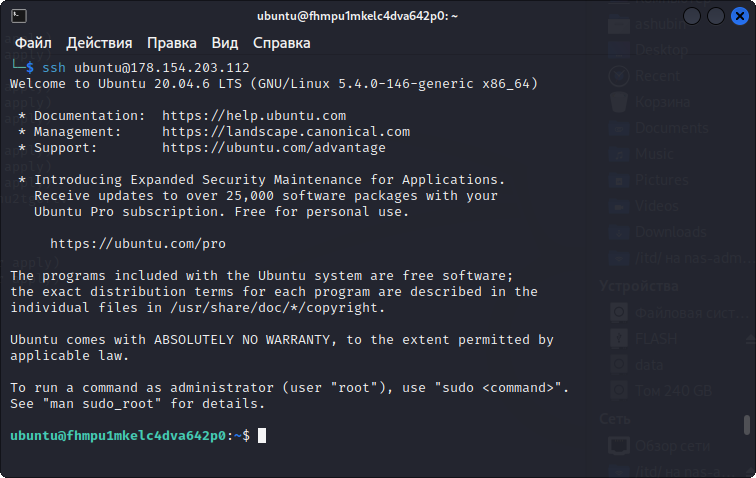 ubuntu@fhmpu1mkelc4dva642p0: ~
Файл Действия Правка Вид Справка
└─$ ssh ubuntu@178.154.203.112
Welcome to Ubuntu 20.04.6 LTS (GNU/Linux 5.4.0-146-generic x86_64)
* Documentation: https://help.ubuntu.com
* Management: https://landscape.canonical.com
* Support: https://ubuntu.com/advantage
* Introducing Expanded Security Maintenance for Applications.
Receive updates to over 25,000 software packages with your
Ubuntu Pro subscription. Free for personal use.
https://ubuntu.com/pro
The programs included with the Ubuntu system are free software;
the exact distribution terms for each program are described in the
individual files in /usr/share/doc/*/copyright.
Ubuntu comes with ABSOLUTELY NO WARRANTY, to the extent permitted by
applicable law.
To run a command as administrator (user "root"), use "sudo <command>".
See "man sudo_root" for details.
ubuntu@fhmpu1mkelc4dva642p0:~$
ashubin
Desktop
Recent
Корзина
Documents
Music
Pictures
Videos
Downloads
Устройства
Файловая сист...
FLASH
data
Том 240 GB
Сеть
Обзор сети